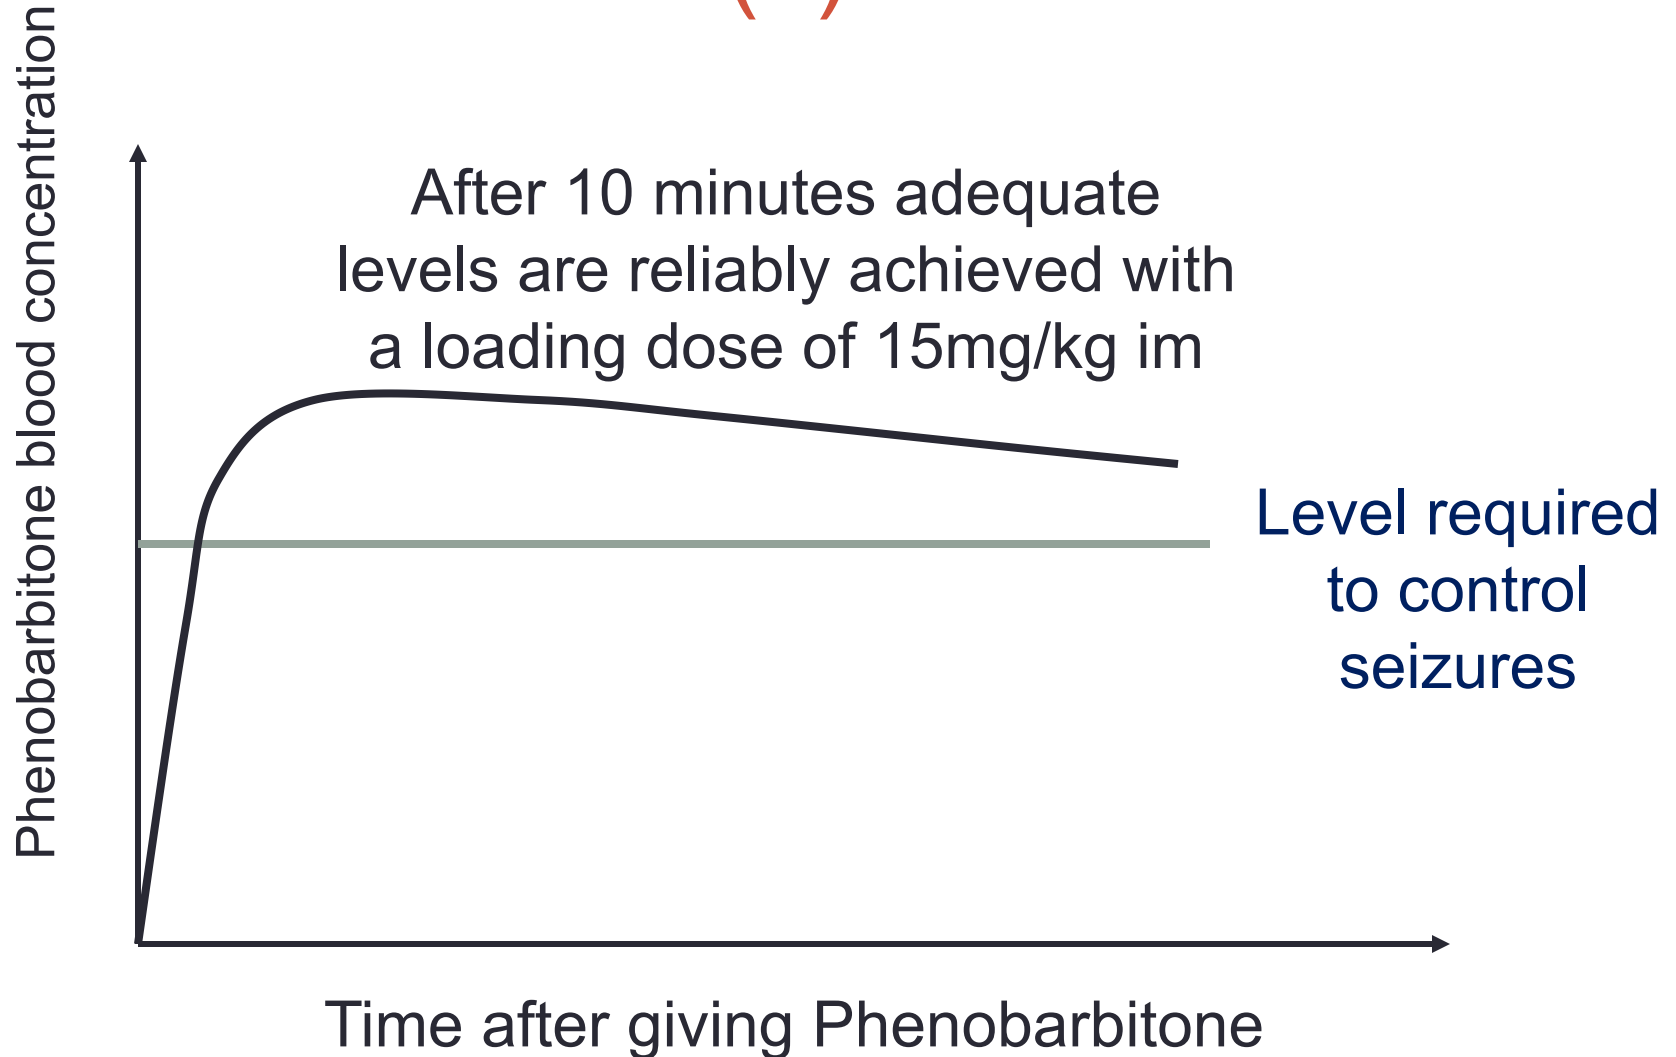 ( )
Phenobarbitone blood concentration
After 10 minutes adequate
levels are reliably achieved with
a loading dose of 15mg/kg im
Level required
to control
seizures
Time after giving Phenobarbitone